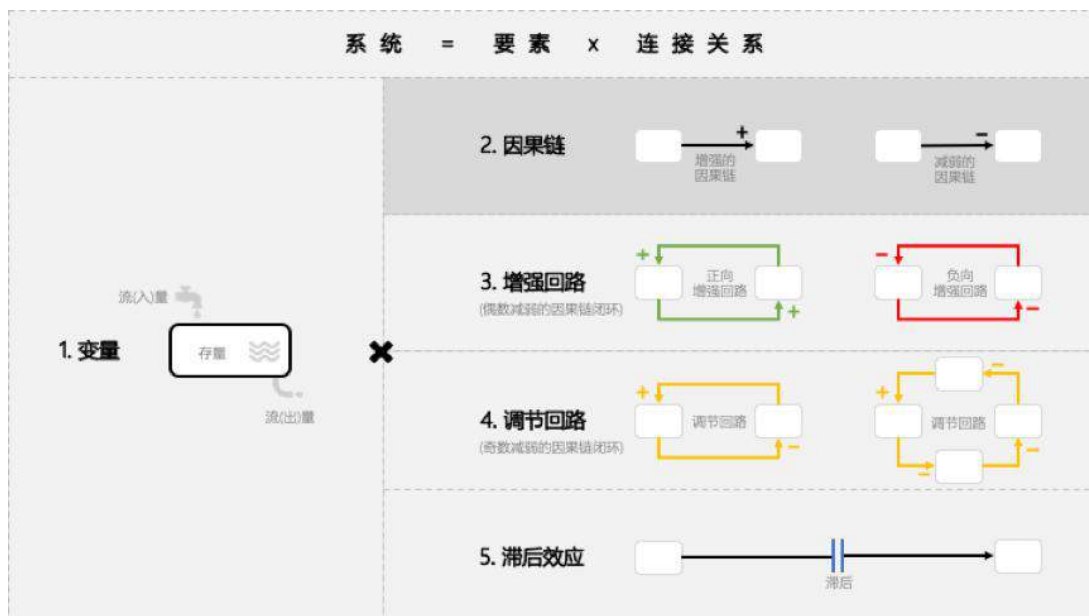 系统 = 要素 x 连接关系
流(入)量
1. 变量
存量
流(出)量
2. 因果链
+
增强的
因果链
-
减弱的
因果链
3. 增强回路
(偶数减弱的因果链闭环)
+
正向
增强回路
+
-
负向
增强回路
-
4. 调节回路
(奇数减弱的因果链闭环)
+
调节回路
-
-
+
调节回路
-
-
5. 滞后效应
滞后